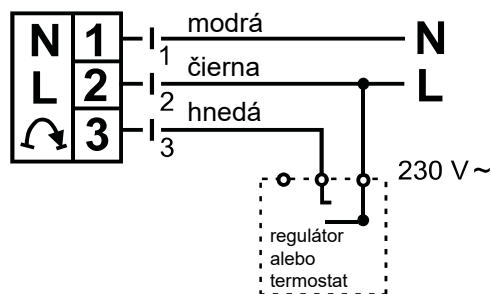 N 1 1 modrá N
L 2 2 čierna L
3 3 hnedá
230 V ~
regulátor
alebo
termostat